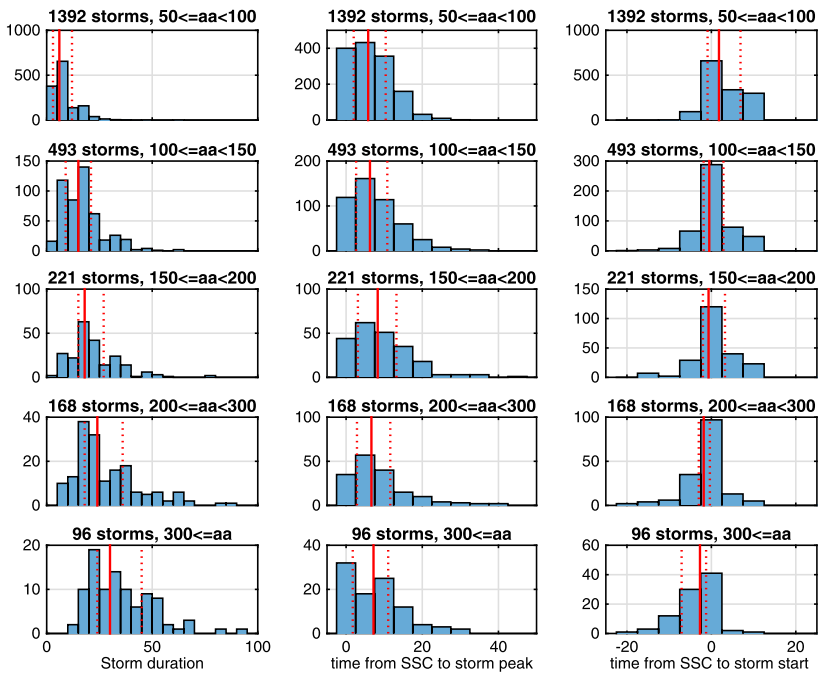 1392 storms, 50<=aa<100 1392 storms, 50<=aa<100 1392 storms, 50<=aa<100
1000 400 1000
500 200 500
0 0 0
493 storms, 100<=aa<150 493 storms, 100<=aa<150 493 storms, 100<=aa<150
150 200 300
100 100 200
50 100
0 0 0
221 storms, 150<=aa<200 221 storms, 150<=aa<200 221 storms, 150<=aa<200
100 100 150
50 50 100
50
0 0 0
168 storms, 200<=aa<300 168 storms, 200<=aa<300 168 storms, 200<=aa<300
40 100 100
20 50 50
0 0 0
96 storms, 300<=aa 96 storms, 300<=aa 96 storms, 300<=aa
20 40 60
10 20 40
20
0 0 0
0 50 100 0 20 40 -20 0 20
Storm duration time from SSC to storm peak time from SSC to storm start